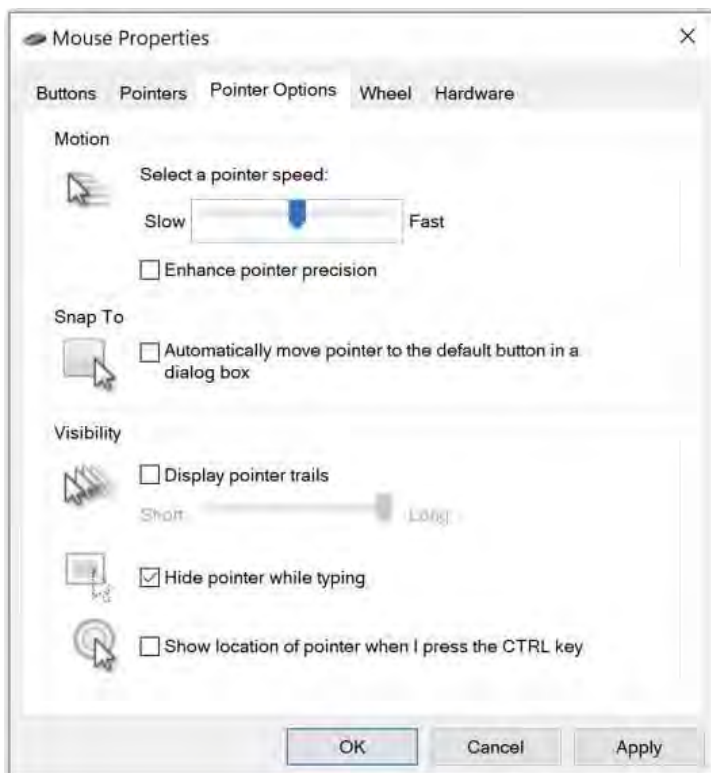 Mouse Properties
Buttons Pointers Pointer Options Wheel Hardware
Motion
Select a pointer speed:
Slow Fast
Enhance pointer precision
Snap To
Automatically move pointer to the default button in a
dialog box
Visibility
Display pointer trails
Short Long
Hide pointer while typing
Show location of pointer when I press the CTRL key
OK Cancel Apply